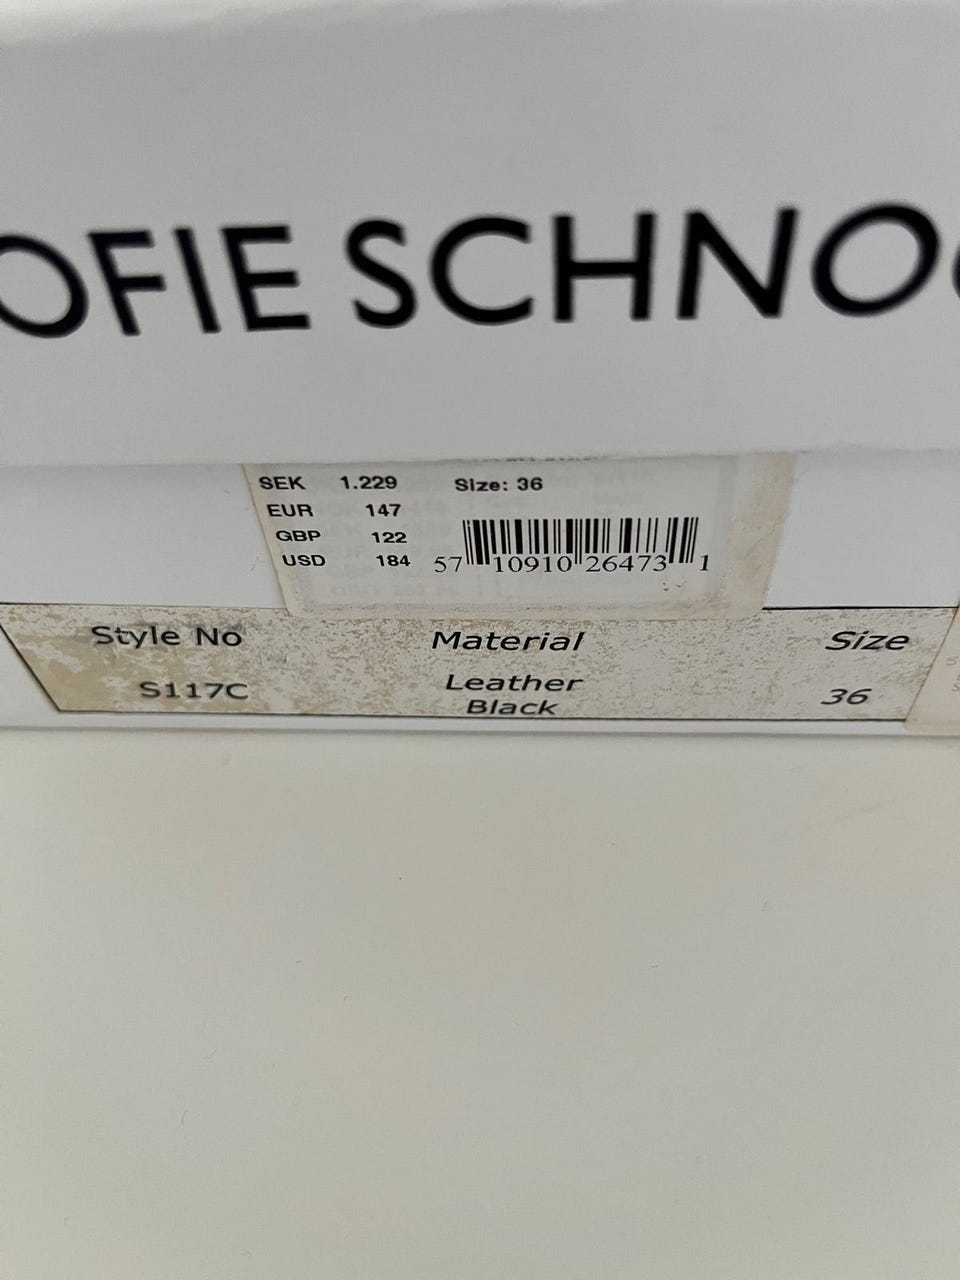 OFIE SCHNO
SEK 1.229 Size: 36
EUR 147
GBP 122
USD 184
57 10910 26473 1
Style No Material Size
S117C Leather 36
Black